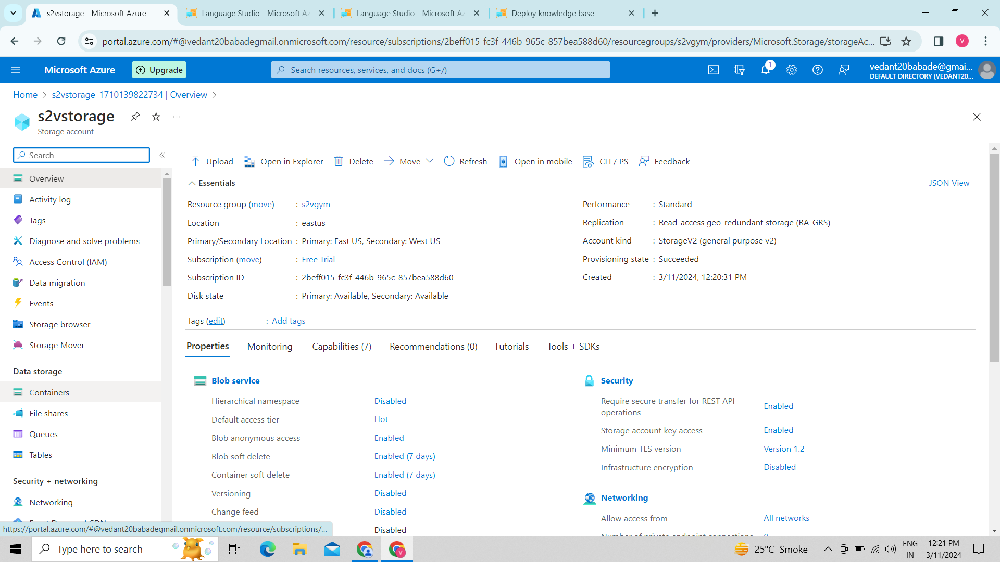 s2vstorage - Microsoft Azure
Language Studio - Microsoft Az
Language Studio - Microsoft Az
Deploy knowledge base
portal.azure.com/#@vedant20babadegmail.onmicrosoft.com/resource/subscriptions/2beff015-fc3f-446b-965c-857bea588d60/resourcegroups/s2vgym/providers/Microsoft.Storage/storageAc...
V
Microsoft Azure
Upgrade
Search resources, services, and docs (G+/)
1
vedant20babade@gmai...
DEFAULT DIRECTORY (VEDANT20...
Home > s2vstorage_1710139822734 | Overview >
s2vstorage
...
Storage account
Search
«
Overview
Activity log
Tags
Diagnose and solve problems
Access Control (IAM)
Data migration
Events
Storage browser
Storage Mover
Data storage
Containers
File shares
Queues
Tables
Security + networking
Networking
Upload
Open in Explorer
Delete
Move
Refresh
Open in mobile
CLI / PS
Feedback
Essentials
JSON View
Resource group (move) : s2vgym
Location : eastus
Primary/Secondary Location : Primary: East US, Secondary: West US
Subscription (move) : Free Trial
Subscription ID : 2beff015-fc3f-446b-965c-857bea588d60
Disk state : Primary: Available, Secondary: Available
Performance : Standard
Replication : Read-access geo-redundant storage (RA-GRS)
Account kind : StorageV2 (general purpose v2)
Provisioning state : Succeeded
Created : 3/11/2024, 12:20:31 PM
Tags (edit) : Add tags
Properties
Monitoring
Capabilities (7)
Recommendations (0)
Tutorials
Tools + SDKs
Blob service
Hierarchical namespace Disabled
Default access tier Hot
Blob anonymous access Enabled
Blob soft delete Enabled (7 days)
Container soft delete Enabled (7 days)
Versioning Disabled
Change feed Disabled
Disabled
Security
Require secure transfer for REST API
operations Enabled
Storage account key access Enabled
Minimum TLS version Version 1.2
Infrastructure encryption Disabled
Networking
Allow access from All networks
Number of private endpoint connections 0
https://portal.azure.com/#@vedant20babadegmail.onmicrosoft.com/resource/subscriptions/...
Type here to search
V
25°C Smoke
ENG
IN
12:21 PM
3/11/2024